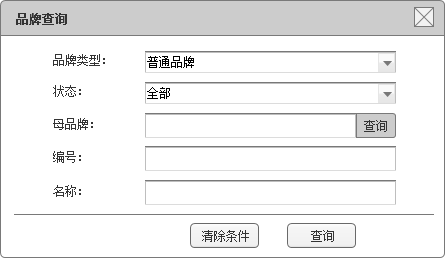 品牌查询
品牌类型： 普通品牌
状态： 全部
母品牌： 查询
编号：
名称：
清除条件 查询